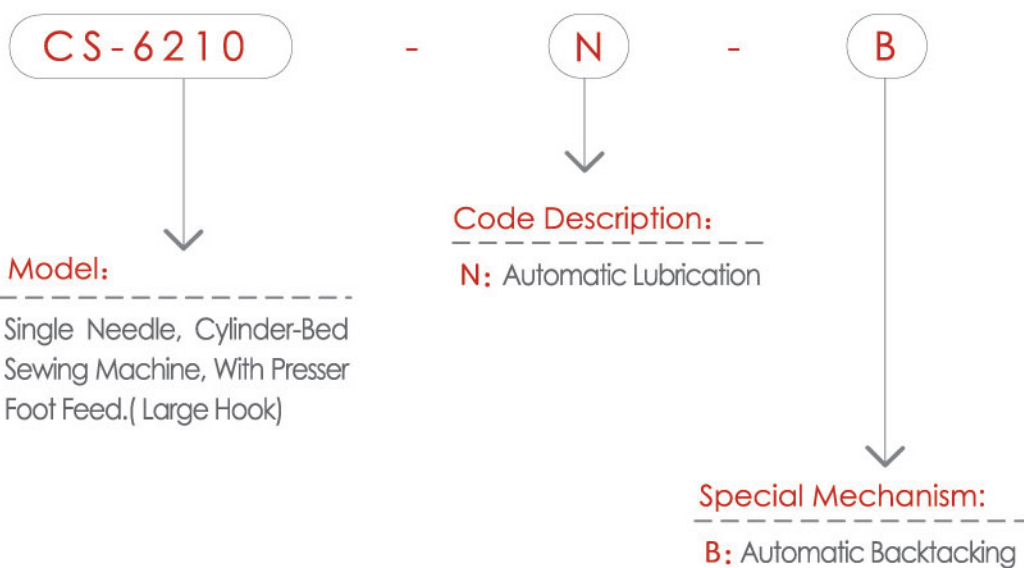 CS-6210 - N - B
Code Description:
N: Automatic Lubrication
Model:
Single Needle, Cylinder-Bed
Sewing Machine, With Presser
Foot Feed.( Large Hook)
Special Mechanism:
B: Automatic Backtacking